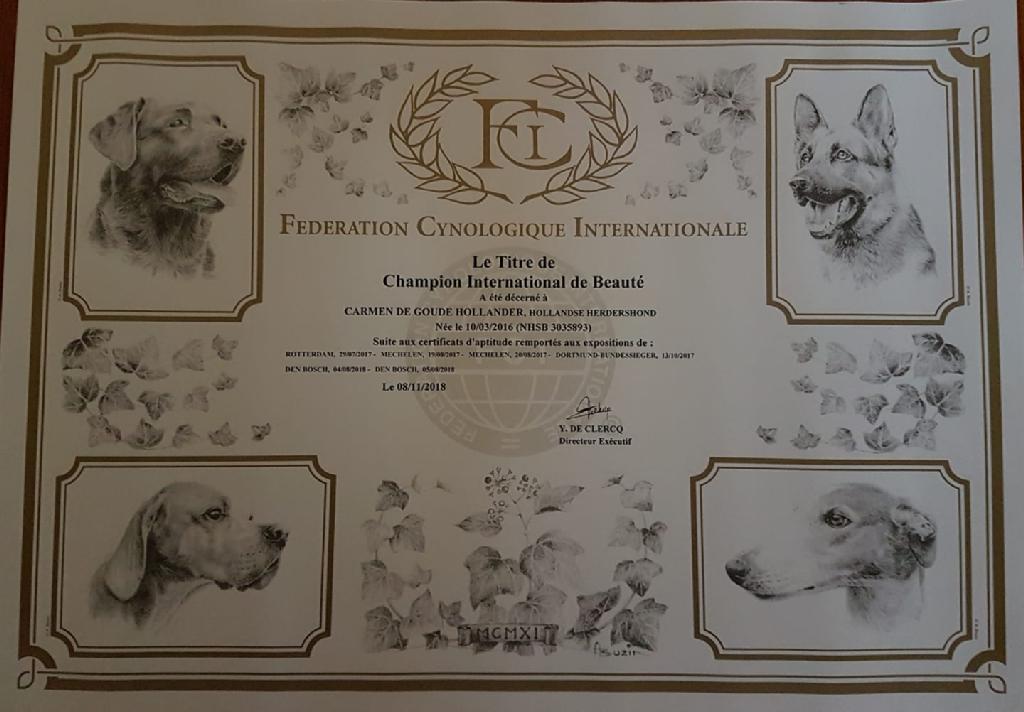 FCI
FEDERATION CYNOLOGIQUE INTERNATIONALE
Le Titre de
Champion International de Beauté
A été décerné à
CARMEN DE GOUDE HOLLANDER, HOLLANDSE HERDERSHOND
Née le 10/03/2016 (NHSB 3035893)
Suite aux certificats d'aptitude remportés aux expositions de :
ROTTERDAM, 29/07/2017 - MECHELEN, 19/08/2017 - MECHELEN, 20/08/2017 - DORTMUND-BUNDESSIEGER, 13/10/2017
DEN BOSCH, 04/08/2018 - DEN BOSCH, 05/08/2018
Le 08/11/2018
Y. DE CLERCQ
Directeur Exécutif
MCMXI